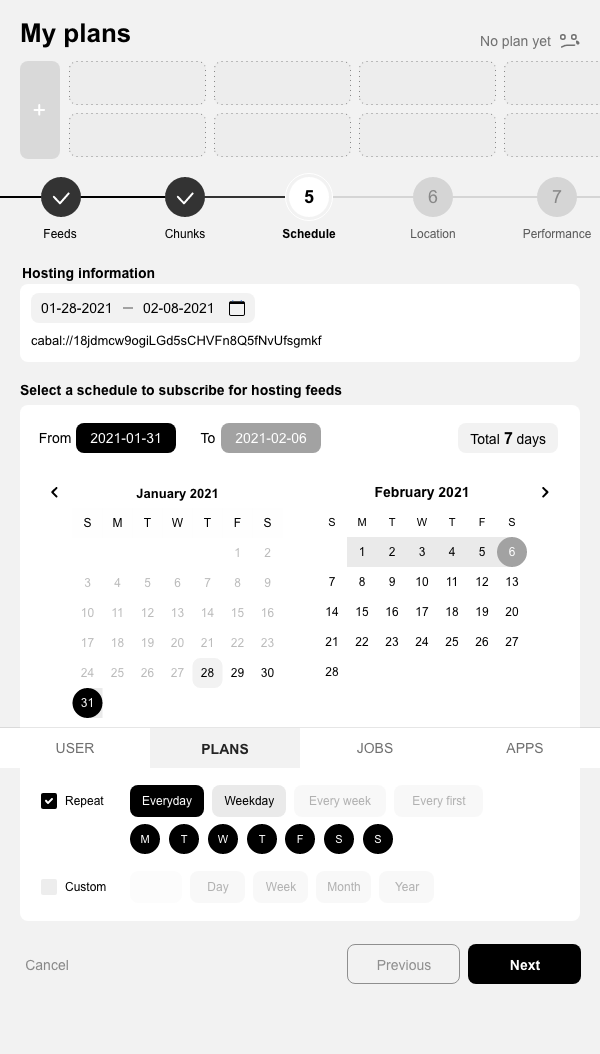 My plans
No plan yet
+
5 6 7
Feeds Chunks Schedule Location Performance
Hosting information
01-28-2021 — 02-08-2021
cabal://18jdmcw9ogiLGd5sCHVFn8Q5fNvUfsgmkf
Select a schedule to subscribe for hosting feeds
From 2021-01-31 To 2021-02-06 Total 7 days
January 2021
S M T W T F S
1 2
3 4 5 6 7 8 9
10 11 12 13 14 15 16
17 18 19 20 21 22 23
24 25 26 27 28 29 30
31
February 2021
S M T W T F S
1 2 3 4 5 6
7 8 9 10 11 12 13
14 15 16 17 18 19 20
21 22 23 24 25 26 27
28
USER PLANS JOBS APPS
Repeat Everyday Weekday Every week Every first
M T W T F S S
Custom Day Week Month Year
Cancel Previous Next